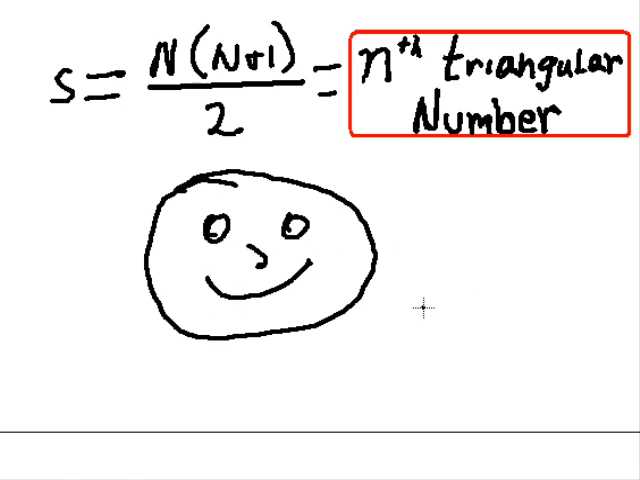 S = N(N+1)/2 = nth triangular
Number